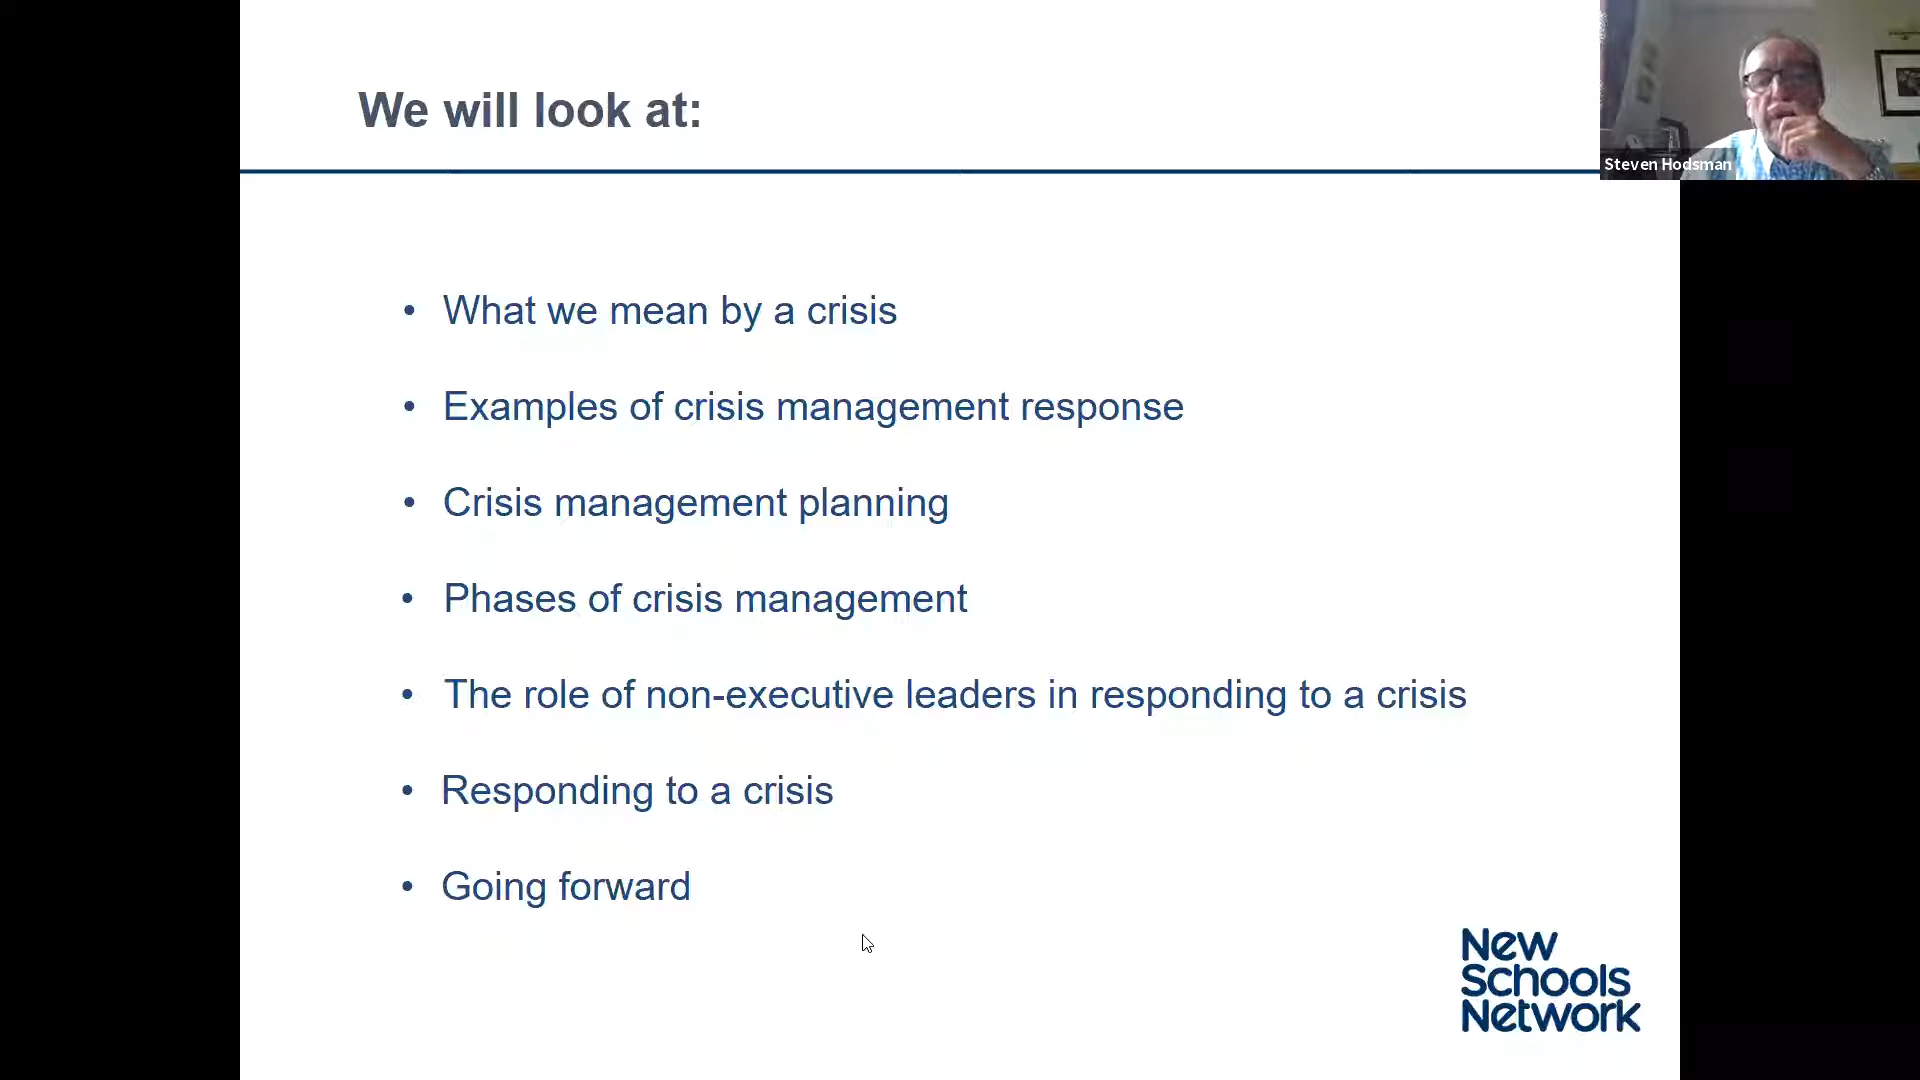 We will look at:
Steven Hodsman
• What we mean by a crisis
• Examples of crisis management response
• Crisis management planning
• Phases of crisis management
• The role of non-executive leaders in responding to a crisis
• Responding to a crisis
• Going forward
New
Schools
Network